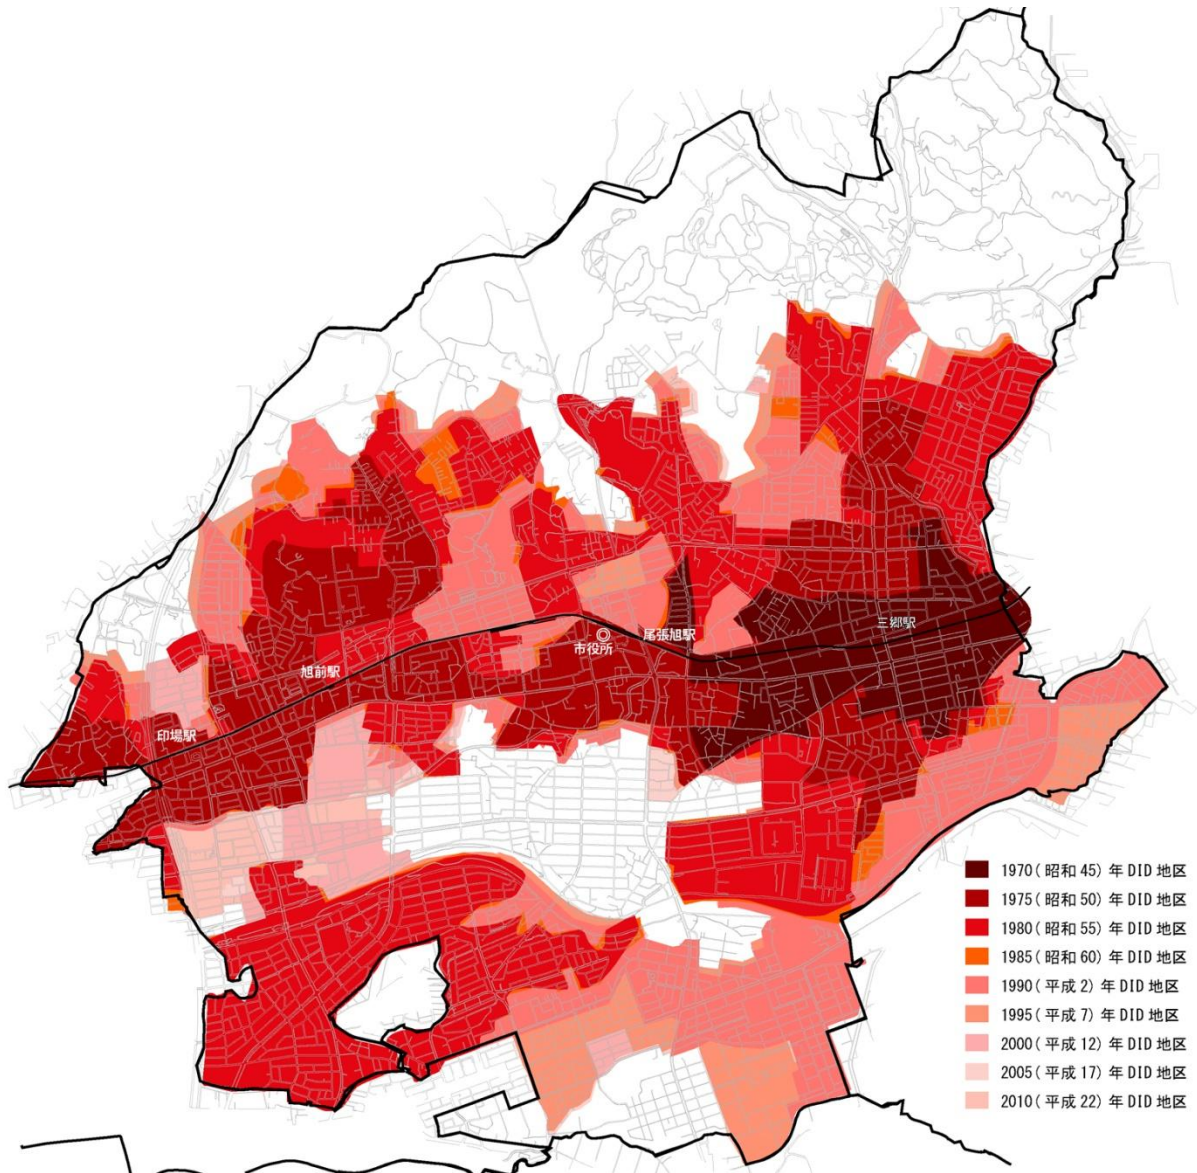 三郷駅
尾張旭駅
市役所
旭前駅
印場駅
1970(昭和45)年DID地区
1975(昭和50)年DID地区
1980(昭和55)年DID地区
1985(昭和60)年DID地区
1990(平成2)年DID地区
1995(平成7)年DID地区
2000(平成12)年DID地区
2005(平成17)年DID地区
2010(平成22)年DID地区